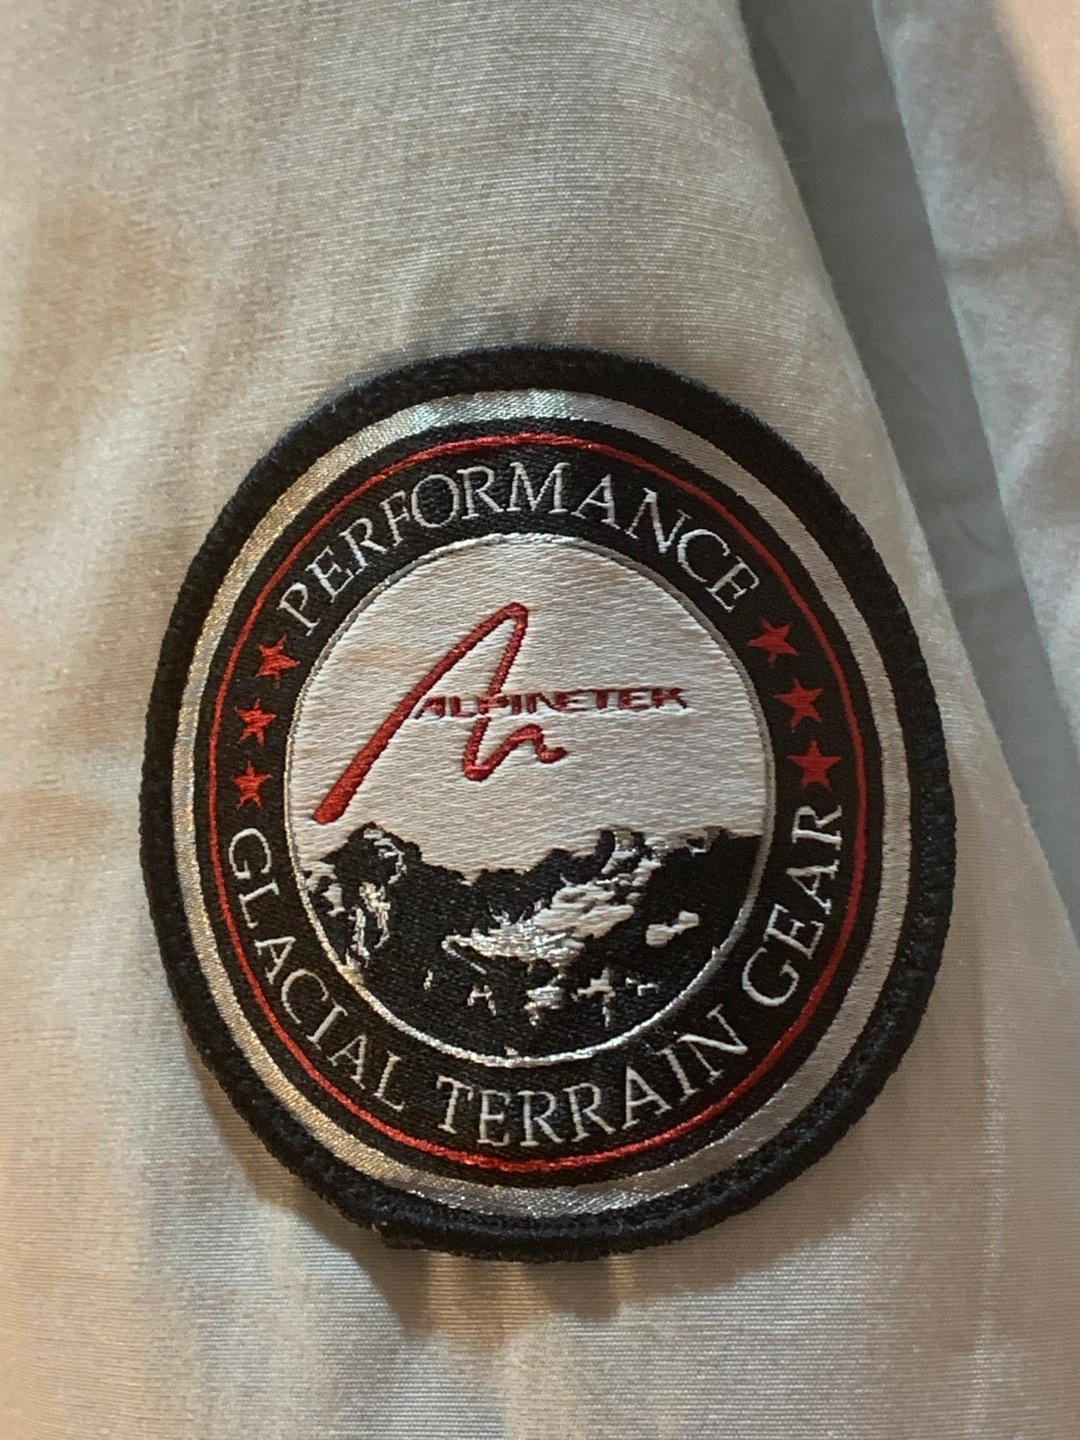 PERFORMANCE
ALPINETEK
GLACIAL TERRAIN GEAR